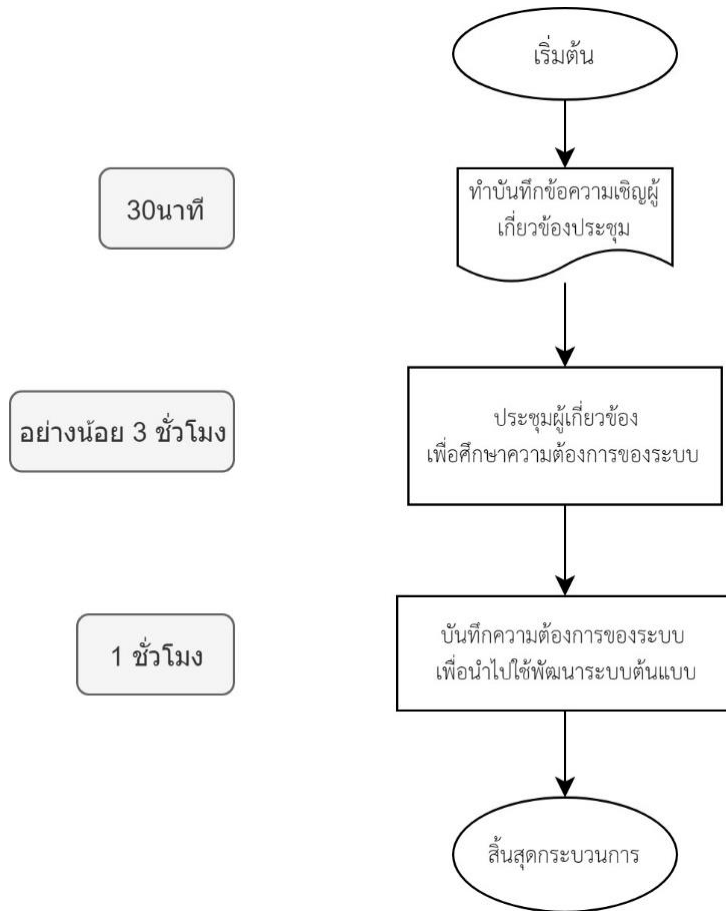 เริ่มต้น
30นาที
ทำบันทึกข้อความเชิญผู้
เกี่ยวข้องประชุม
อย่างน้อย 3 ชั่วโมง
ประชุมผู้เกี่ยวข้อง
เพื่อศึกษาความต้องการของระบบ
1 ชั่วโมง
บันทึกความต้องการของระบบ
เพื่อนำไปใช้พัฒนาระบบต้นแบบ
สิ้นสุดกระบวนการ